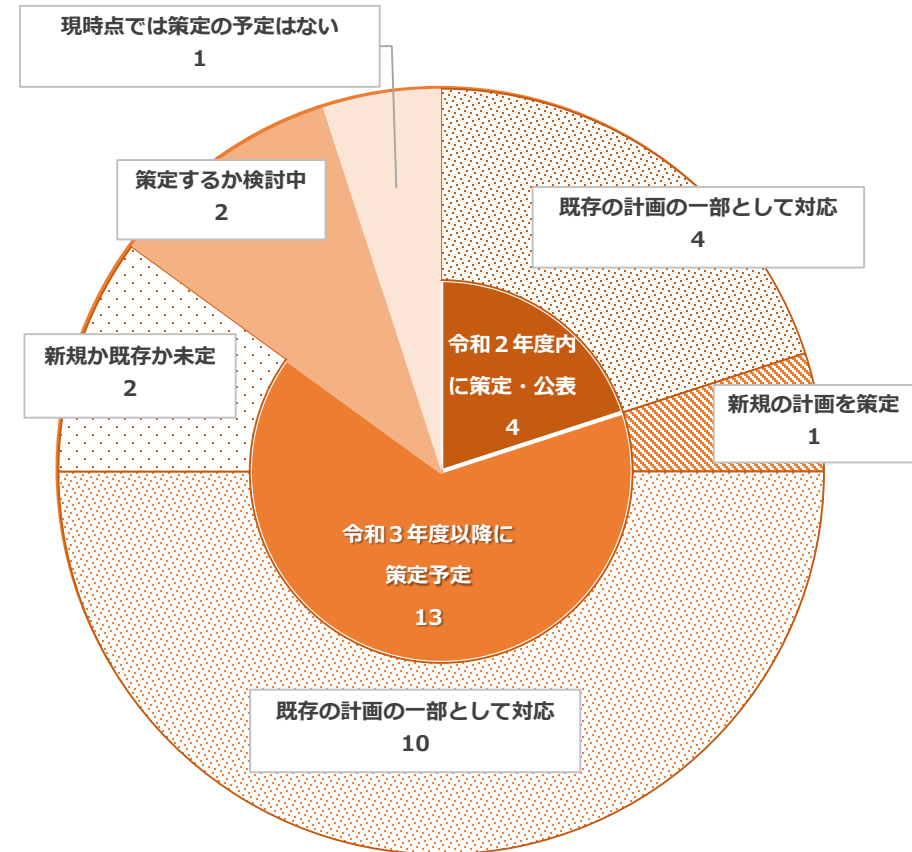 現時点では策定の予定はない
1
策定するか検討中
2
既存の計画の一部として対応
4
新規か既存か未定
2
令和２年度内
に策定・公表
4
新規の計画を策定
1
令和３年度以降に
策定予定
13
既存の計画の一部として対応
10